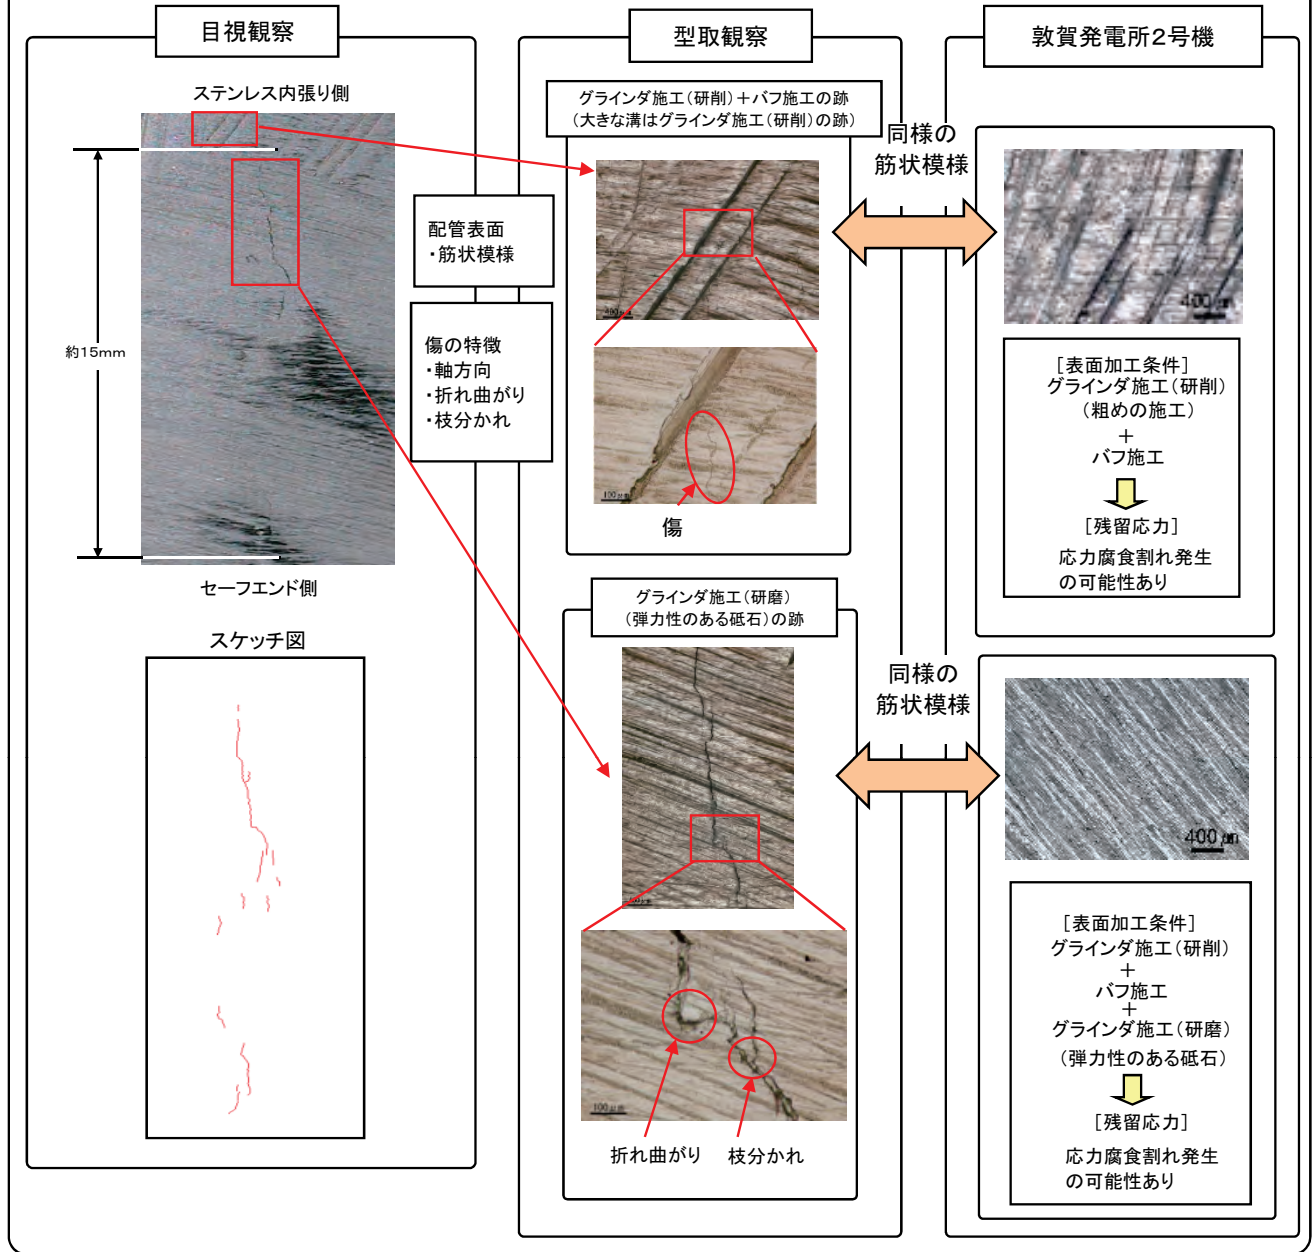 目視観察
ステンレス内張り側
約15mm
セーフエンド側
スケッチ図
配管表面
・筋状模様
傷の特徴
・軸方向
・折れ曲がり
・枝分かれ
型取観察
グラインダ施工(研削)+バフ施工の跡
(大きな溝はグラインダ施工(研削)の跡)
100μm
傷
グラインダ施工(研磨)
(弾力性のある砥石)の跡
100μm
折れ曲がり
枝分かれ
同様の
筋状模様
同様の
筋状模様
敦賀発電所2号機
400μm
[表面加工条件]
グラインダ施工(研削)
(粗めの施工)
+
バフ施工
[残留応力]
応力腐食割れ発生
の可能性あり
400μm
[表面加工条件]
グラインダ施工(研削)
+
バフ施工
+
グラインダ施工(研磨)
(弾力性のある砥石)
[残留応力]
応力腐食割れ発生
の可能性あり